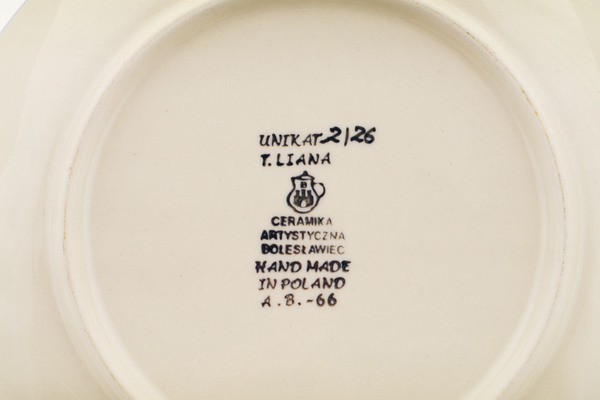 UNIKAT 2/26
T. LIANA
CERAMIKA
ARTYSTYCZNA
BOLESŁAWIEC
HAND MADE
IN POLAND
A.B.-66